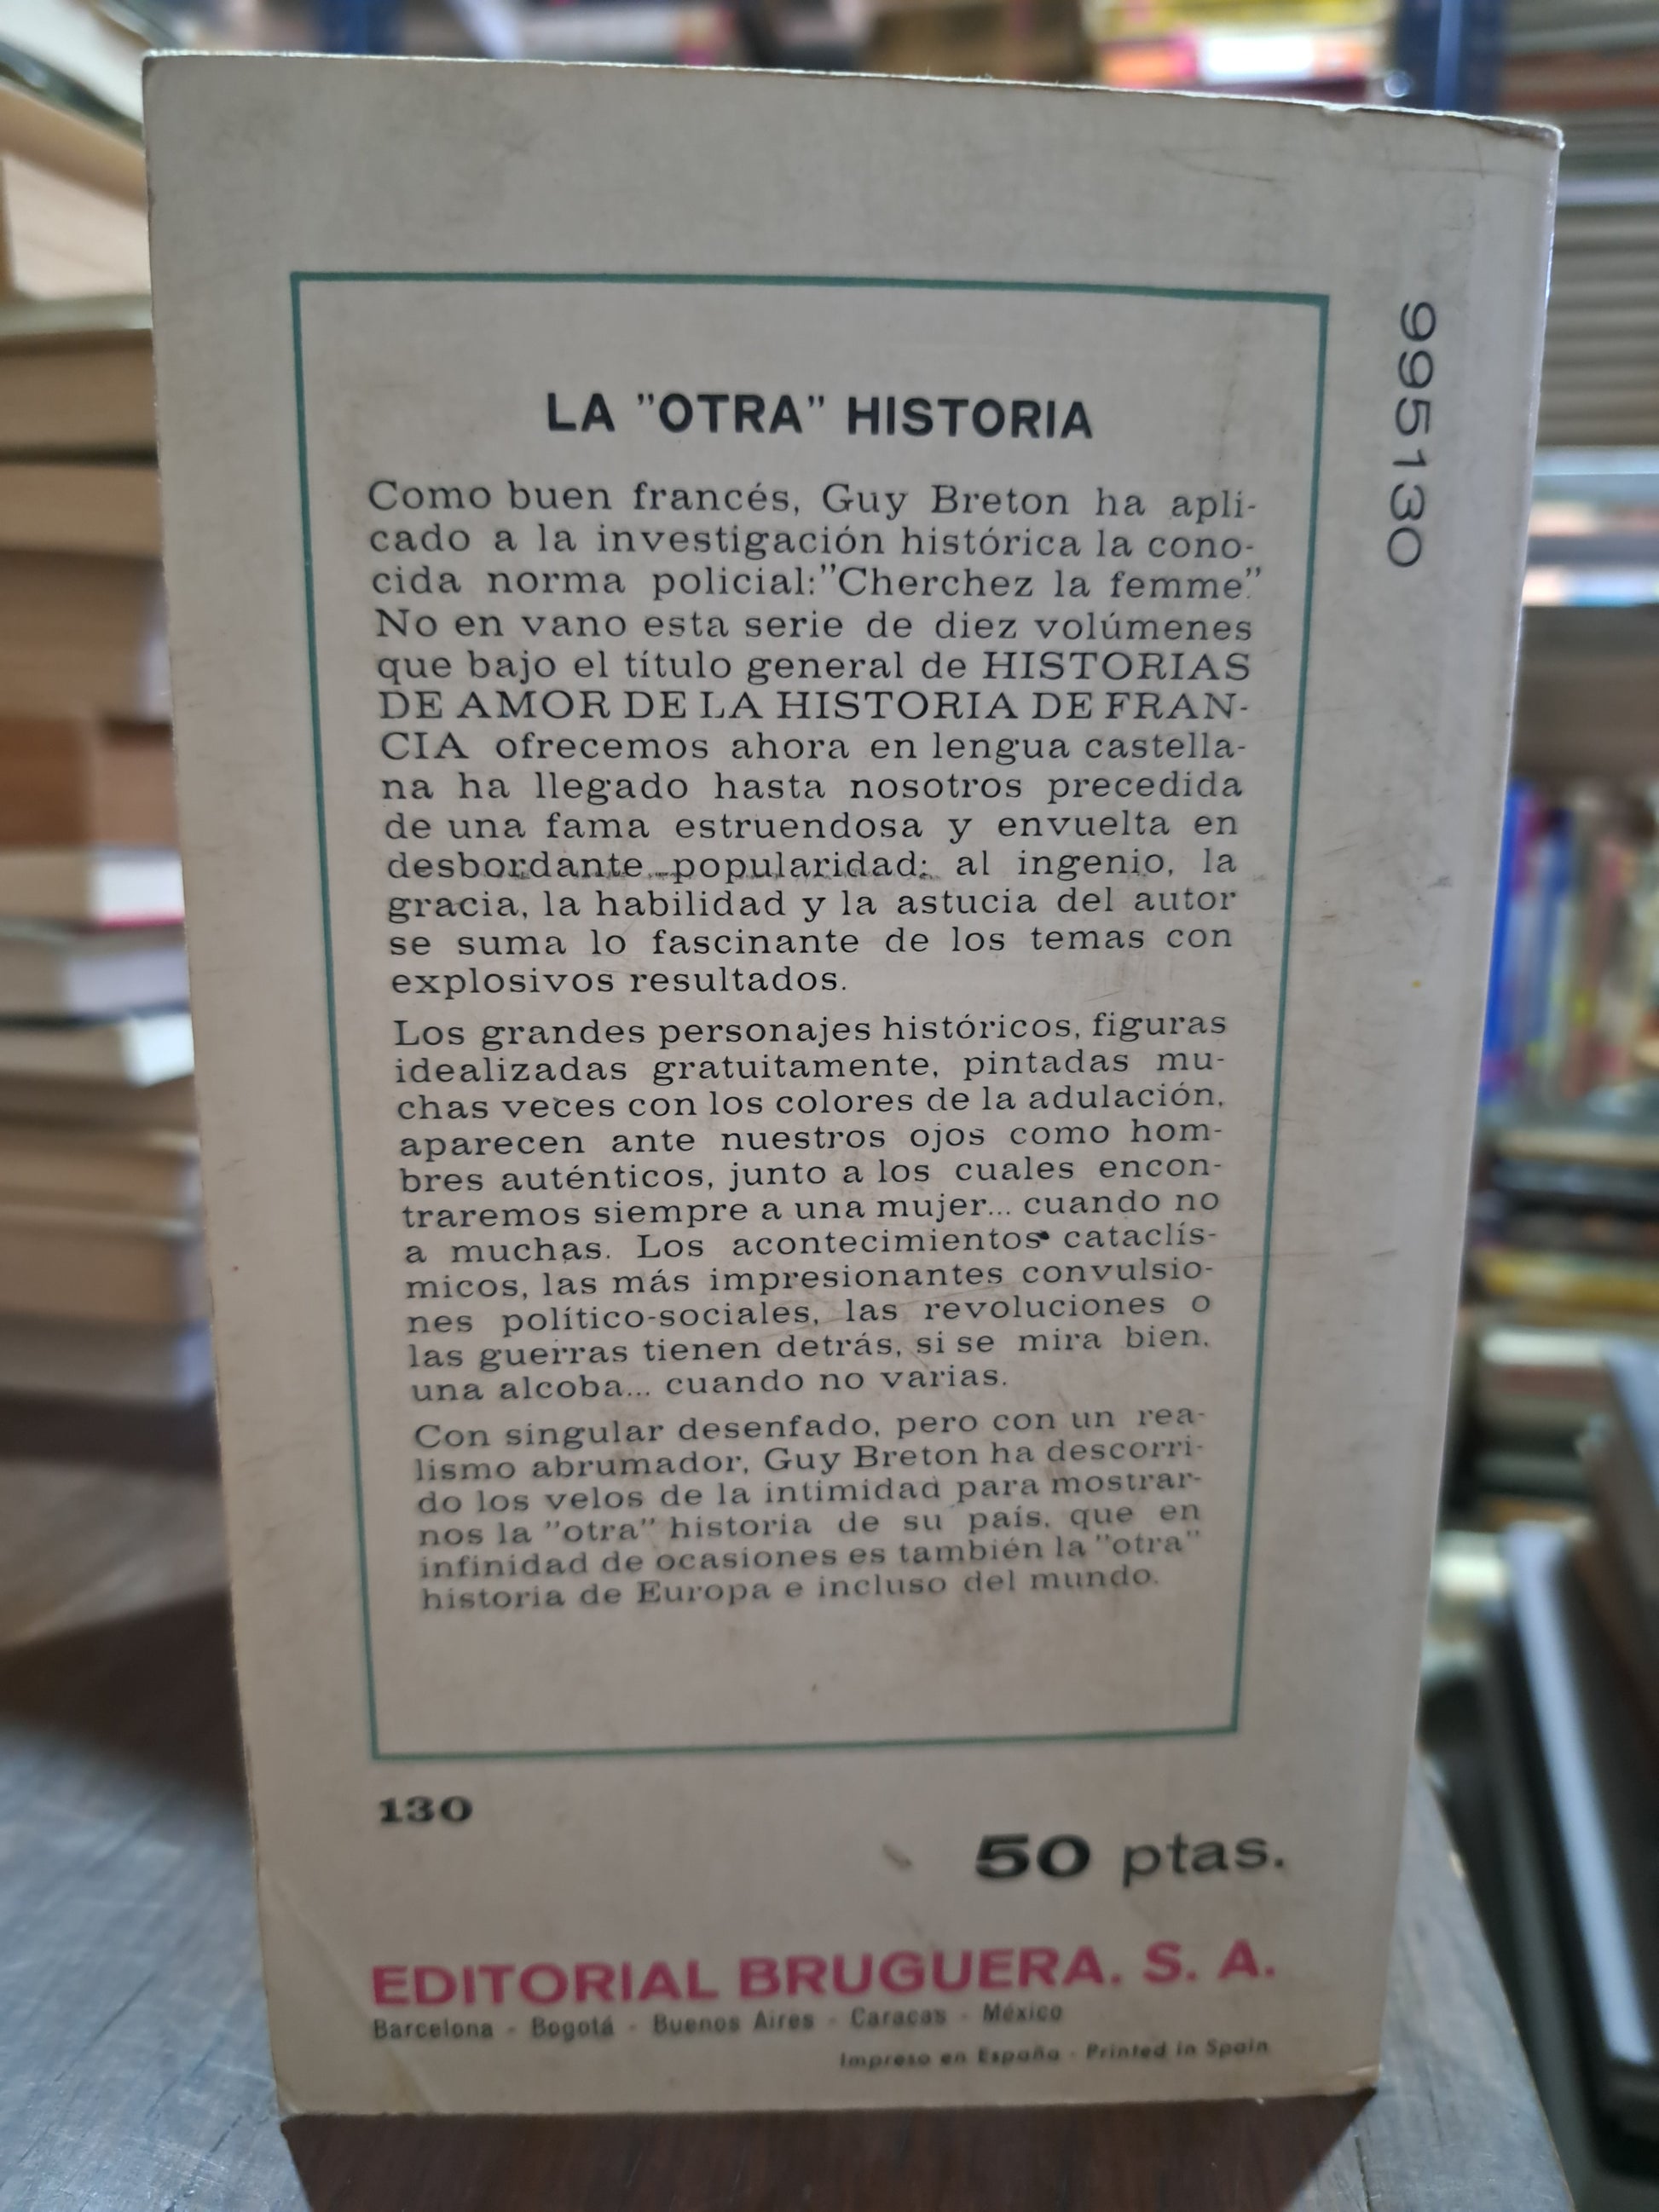 LA "OTRA" HISTORIA
Como buen francés, Guy Breton ha apli-
cado a la investigación histórica la cono-
cida norma policial:"Cherchez la femme".
No en vano esta serie de diez volúmenes
que bajo el título general de HISTORIAS
DE AMOR DE LA HISTORIA DE FRAN-
CIA ofrecemos ahora en lengua castella-
na ha llegado hasta nosotros precedida
de una fama estruendosa y envuelta en
desbordante popularidad: al ingenio, la
gracia, la habilidad y la astucia del autor
se suma lo fascinante de los temas con
explosivos resultados.
Los grandes personajes históricos, figuras
idealizadas gratuitamente, pintadas mu-
chas veces con los colores de la adulación,
aparecen ante nuestros ojos como hom-
bres auténticos, junto a los cuales encon-
traremos siempre a una mujer... cuando no
a muchas. Los acontecimientos cataclís-
micos, las más impresionantes convulsio-
nes político-sociales, las revoluciones o
las guerras tienen detrás, si se mira bien,
una alcoba... cuando no varias.
Con singular desenfado, pero con un rea-
lismo abrumador, Guy Breton ha descorri-
do los velos de la intimidad para mostrar-
nos la "otra" historia de su país, que en
infinidad de ocasiones es también la "otra"
historia de Europa e incluso del mundo.
995130
130
50 ptas.
EDITORIAL BRUGUERA, S. A.
Barcelona - Bogotá - Buenos Aires - Caracas - México
Impreso en España - Printed in Spain